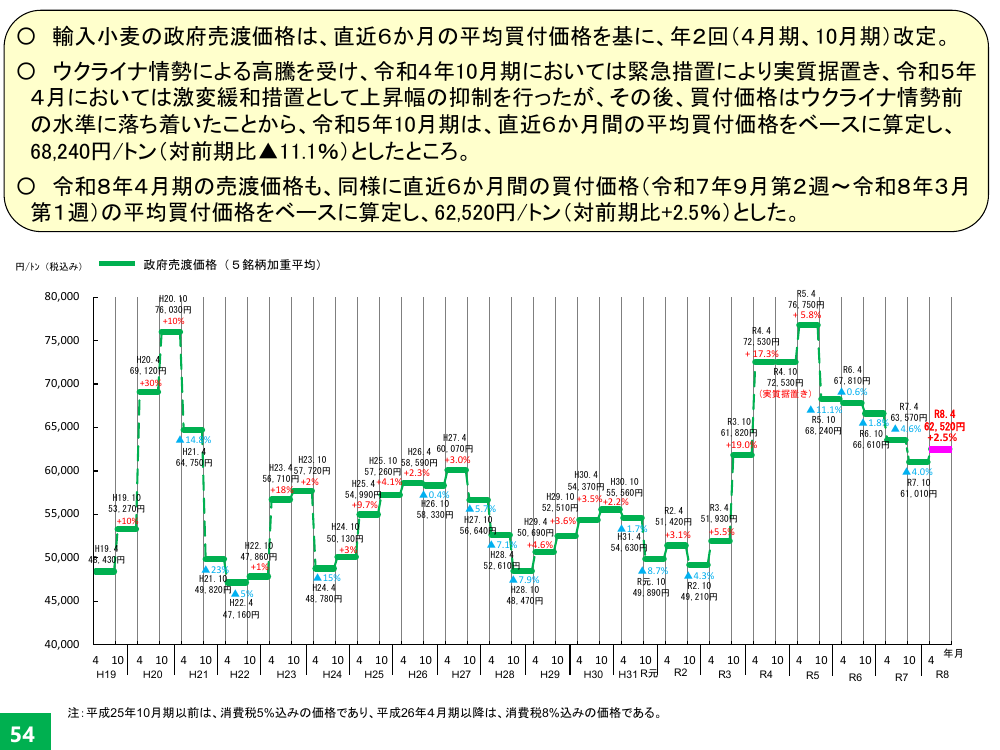 ○ 輸入小麦の政府売渡価格は、直近６か月の平均買付価格を基に、年２回（４月期、10月期）改定。
○ ウクライナ情勢による高騰を受け、令和４年10月期においては緊急措置により実質据置き、令和５年
４月においては激変緩和措置として上昇幅の抑制を行ったが、その後、買付価格はウクライナ情勢前
の水準に落ち着いたことから、令和５年10月期は、直近６か月間の平均買付価格をベースに算定し、
68,240円/トン（対前期比▲11.1％）としたところ。
○ 令和８年４月期の売渡価格も、同様に直近６か月間の買付価格（令和７年９月第２週～令和８年３月
第１週）の平均買付価格をベースに算定し、62,520円/トン（対前期比+2.5％）とした。
円/ﾄﾝ（税込み） 政府売渡価格（５銘柄加重平均）
80,000
75,000
70,000
65,000
60,000
55,000
50,000
45,000
40,000
H19.4
48,430円
H19.10
53,270円
+10%
H20.4
69,120円
+30%
H20.10
76,030円
+10%
▲14.8%
H21.4
64,750円
▲23%
H21.10
49,820円
▲5%
H22.4
47,160円
H22.10
47,860円
+1%
H23.4
56,710円
+18%
H23.10
57,720円
+2%
▲15%
H24.4
48,780円
H24.10
50,130円
+3%
H25.4
54,990円
+9.7%
H25.10
57,260円
+4.1%
H26.4
58,590円
+2.3%
▲0.4%
H26.10
58,330円
H27.4
60,070円
+3.0%
▲5.7%
H27.10
56,640円
▲7.1%
H28.4
52,610円
▲7.9%
H28.10
48,470円
H29.4
50,690円
+4.6%
H29.10
52,510円
+3.6%
H30.4
54,370円
+3.5%
H30.10
55,560円
+2.2%
▲1.7%
H31.4
54,630円
▲8.7%
R元.10
49,890円
R2.4
51,420円
+3.1%
▲4.3%
R2.10
49,210円
R3.4
51,930円
+5.5%
R3.10
61,820円
+19.0%
R4.4
72,530円
+17.3%
R4.10
72,530円
（実質据置き）
R5.4
76,750円
+5.8%
▲11.1%
R5.10
68,240円
R6.4
67,810円
▲0.6%
▲1.8%
R6.10
66,610円
R7.4
63,570円
▲4.6%
▲4.0%
R7.10
61,010円
R8.4
62,520円
+2.5%
4 10 4 10 4 10 4 10 4 10 4 10 4 10 4 10 4 10 4 10 4 10 4 10 4 10 4 10 4 10 4 10 4 10 4 10 4 10 4 年月
H19 H20 H21 H22 H23 H24 H25 H26 H27 H28 H29 H30 H31 R元 R2 R3 R4 R5 R6 R7 R8
注：平成25年10月期以前は、消費税5%込みの価格であり、平成26年４月期以降は、消費税8%込みの価格である。
54